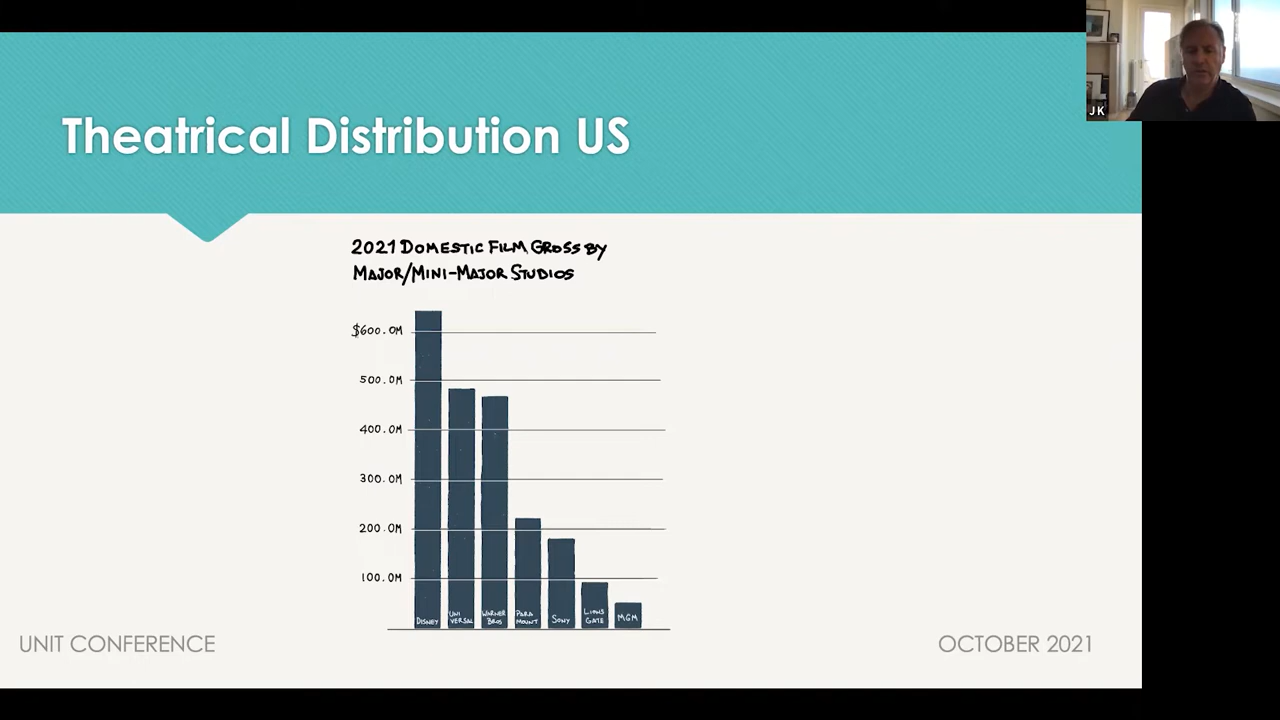 JK
Theatrical Distribution US
2021 DOMESTIC FILM GROSS BY
MAJOR/MINI-MAJOR STUDIOS
$600.0M
500.0M
400.0M
300.0M
200.0M
100.0M
DISNEY
UNI
VERSAL
WARNER
BROS
PARA
MOUNT
SONY
LIONS
GATE
MGM
UNIT CONFERENCE
OCTOBER 2021